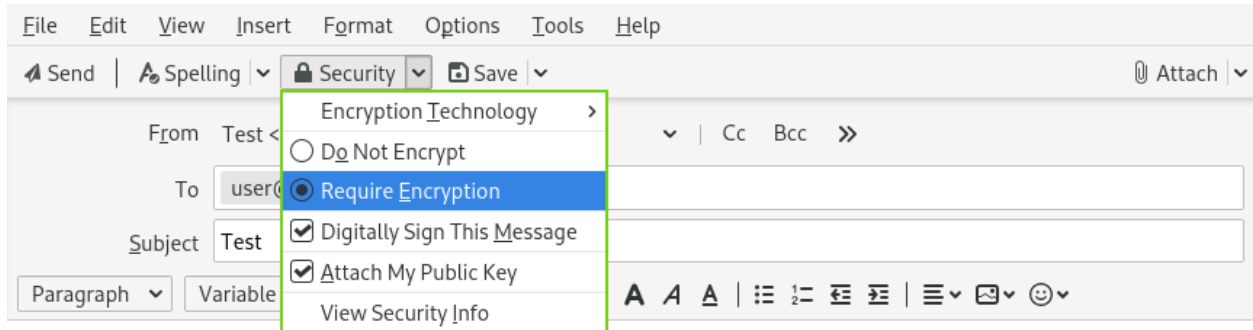 File Edit View Insert Format Options Tools Help
Send Spelling Security Save Attach
Encryption Technology
From Test < Cc Bcc
Do Not Encrypt
To user@ Require Encryption
Digitally Sign This Message
Subject Test
Attach My Public Key
Paragraph Variable
View Security Info